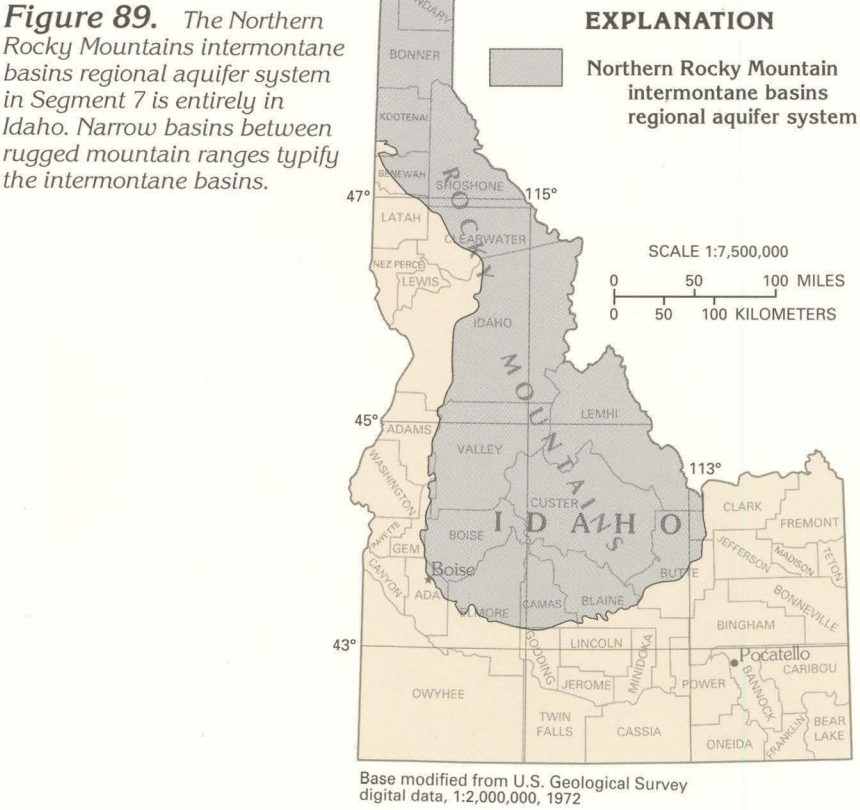 Figure 89. The Northern
Rocky Mountains intermontane
basins regional aquifer system
in Segment 7 is entirely in
Idaho. Narrow basins between
rugged mountain ranges typify
the intermontane basins.
EXPLANATION
Northern Rocky Mountain
intermontane basins
regional aquifer system
BONNER
KOOTENAI
BENEWAH
SHOSHONE
47°
115°
LATAH
CLEARWATER
NEZ PERCE
LEWIS
IDAHO
SCALE 1:7,500,000
0 50 100 MILES
0 50 100 KILOMETERS
ROCKY MOUNTAINS
LEMHI
45°
ADAMS
VALLEY
WASHINGTON
113°
CUSTER
CLARK
FREMONT
IDAHO
BOISE
PAYETTE
GEM
JEFFERSON
MADISON
TETON
CANYON
Boise
ADA
BUTTE
ELMORE
CAMAS
BLAINE
BONNEVILLE
BINGHAM
43°
GOODING
LINCOLN
MINIDOKA
Pocatello
CARIBOU
JEROME
POWER
BANNOCK
OWYHEE
TWIN
FALLS
CASSIA
ONEIDA
FRANKLIN
BEAR
LAKE
Base modified from U.S. Geological Survey
digital data, 1:2,000,000, 1972